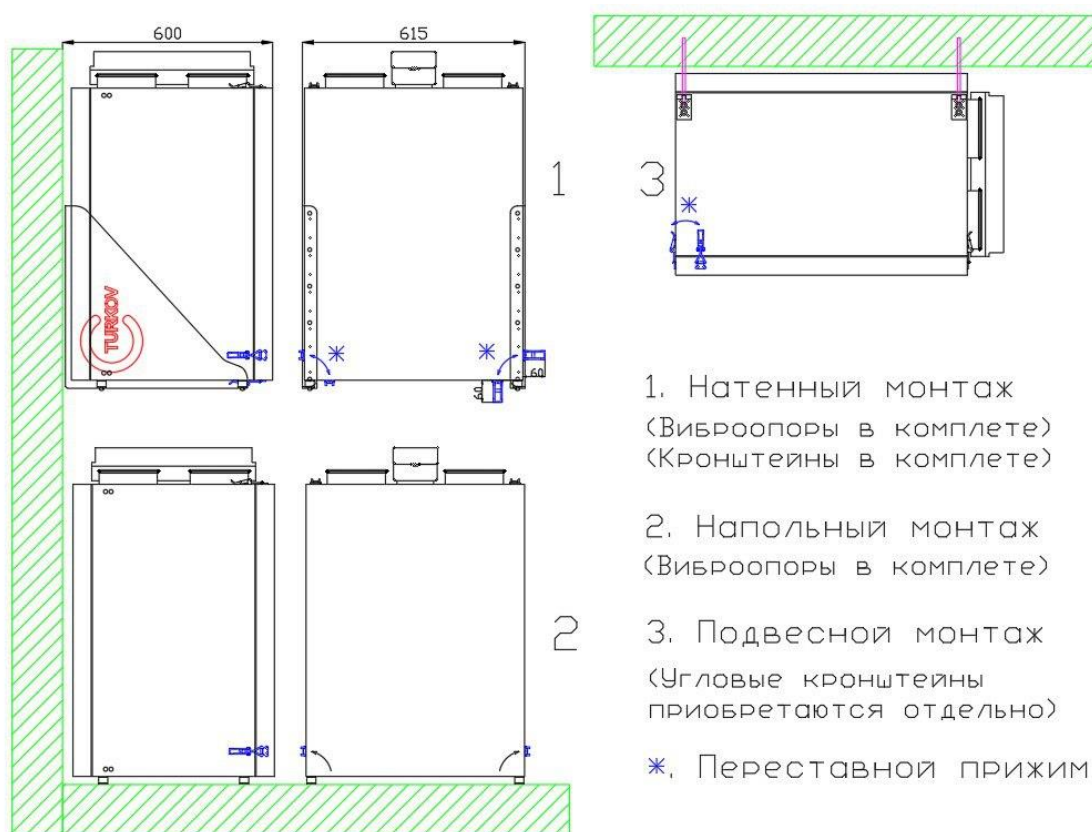 600
615
1
3
TURKOV
60
60
1. Натенный монтаж
(Виброопоры в комплете)
(Кронштейны в комплете)
2. Напольный монтаж
(Виброопоры в комплете)
2
3. Подвесной монтаж
(Угловые кронштейны
приобретаются отдельно)
*. Переставной прижим